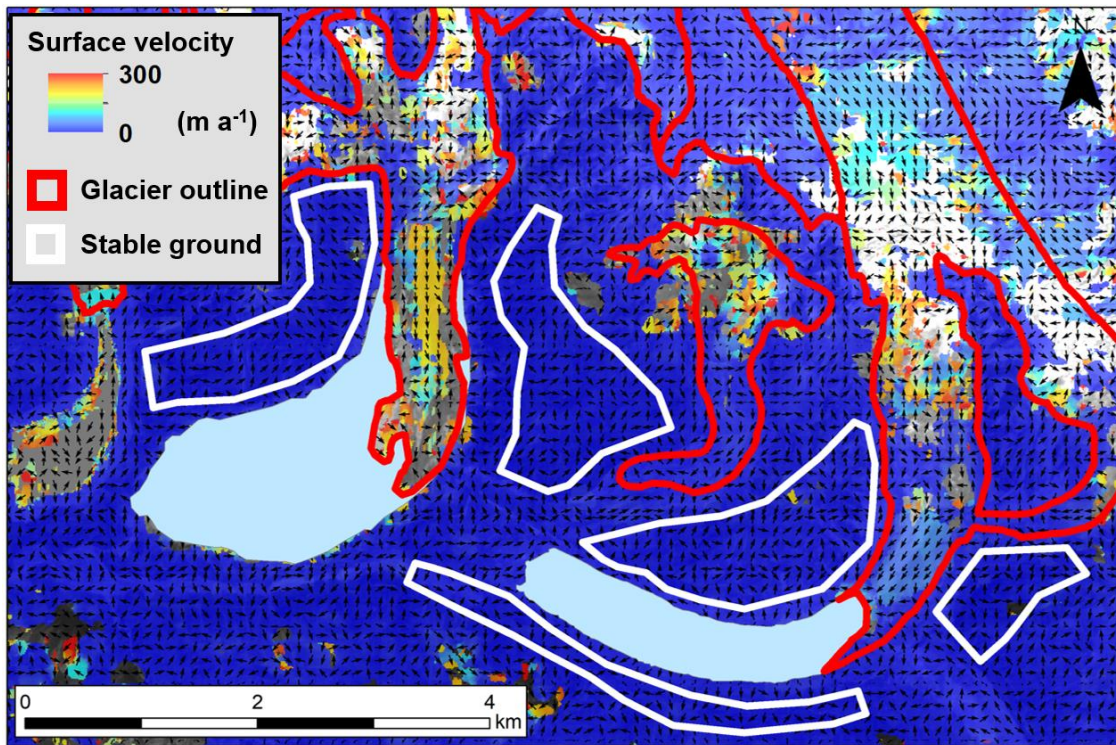 Surface velocity
300
0
(m a⁻¹)
Glacier outline
Stable ground
N
0 2 4
km